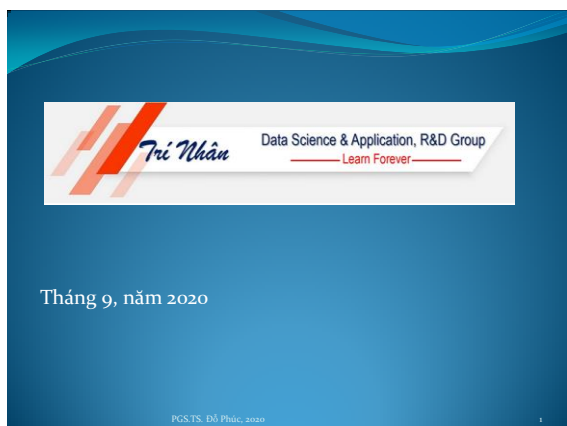 Trí Nhân
Data Science & Application, R&D Group
Learn Forever
Tháng 9, năm 2020
PGS.TS. Đỗ Phúc, 2020
1